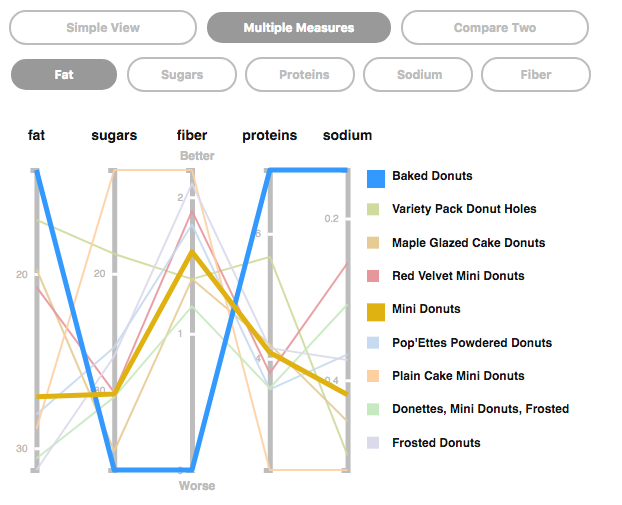 Simple View Multiple Measures Compare Two
Fat Sugars Proteins Sodium Fiber
fat sugars fiber proteins sodium
Better
Baked Donuts
2
Variety Pack Donut Holes
0.2
6
Maple Glazed Cake Donuts
20 20
Red Velvet Mini Donuts
Mini Donuts
1
Pop'Ettes Powdered Donuts
4
Plain Cake Mini Donuts
0.4
30
Donettes, Mini Donuts, Frosted
30
Frosted Donuts
Worse